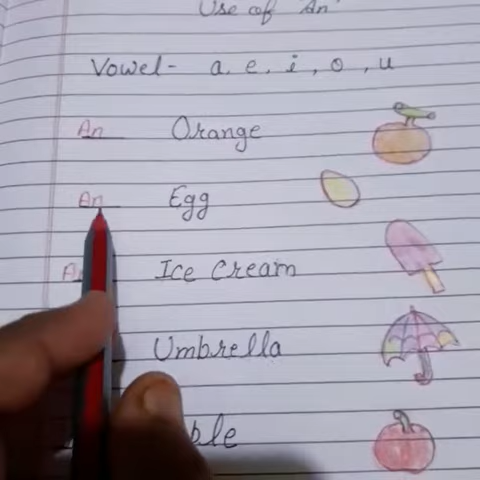 Use of An
Vowel- a, e, i, o, u
An Orange
An Egg
Ice Cream
Umbrella